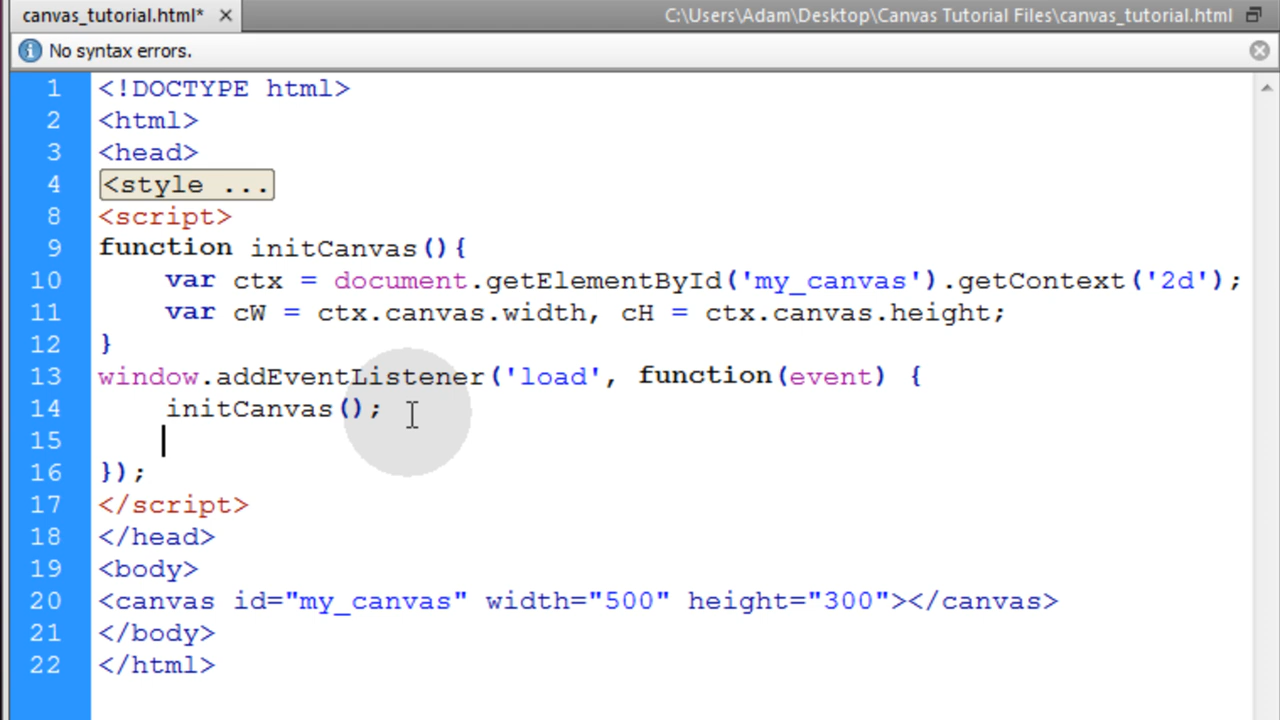 canvas_tutorial.html* C:\Users\Adam\Desktop\Canvas Tutorial Files\canvas_tutorial.html
No syntax errors.
1 <!DOCTYPE html>
2 <html>
3 <head>
4 <style ...
8 <script>
9 function initCanvas(){
10     var ctx = document.getElementById('my_canvas').getContext('2d');
11     var cW = ctx.canvas.width, cH = ctx.canvas.height;
12 }
13 window.addEventListener('load', function(event) {
14     initCanvas();
15
16 });
17 </script>
18 </head>
19 <body>
20 <canvas id="my_canvas" width="500" height="300"></canvas>
21 </body>
22 </html>